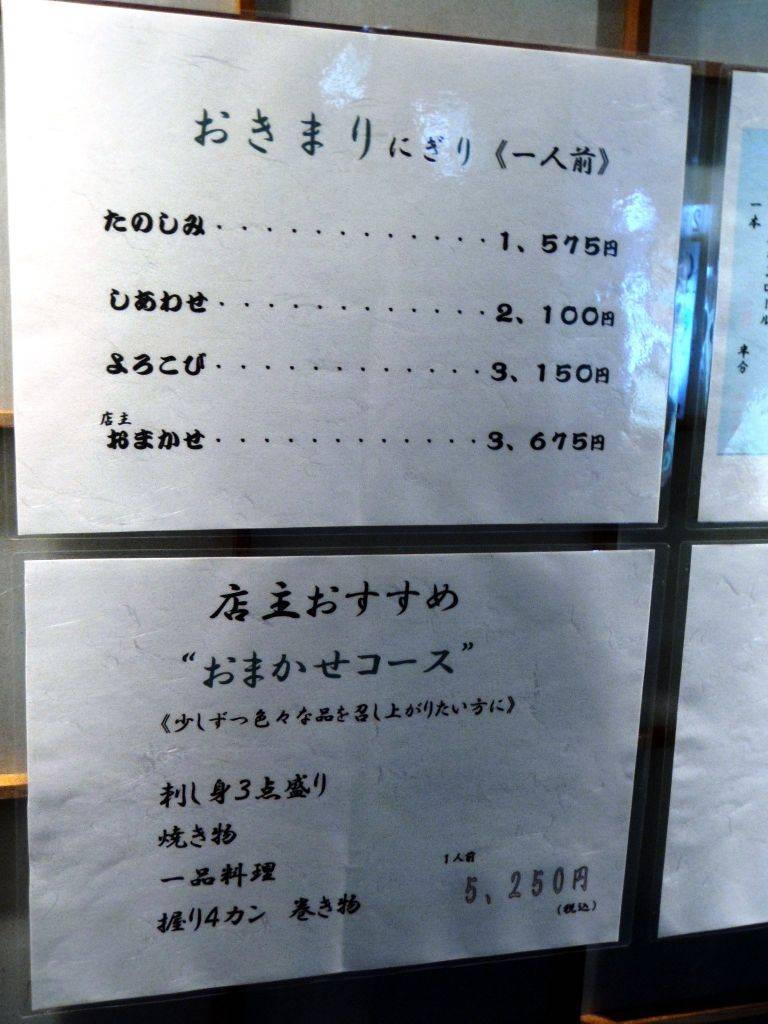 おきまりにぎり《一人前》
たのしみ・・・・・・・・・・・・・1、575円
しあわせ・・・・・・・・・・・・・2、100円
よろこび・・・・・・・・・・・・・3、150円
店主
おまかせ・・・・・・・・・・・・・3、675円
店主おすすめ
“おまかせコース”
《少しずつ色々な品を召し上がりたい方に》
刺し身3点盛り
焼き物
一品料理
握り4カン 巻き物
1人前
5、250円
(税込)
一本
半分